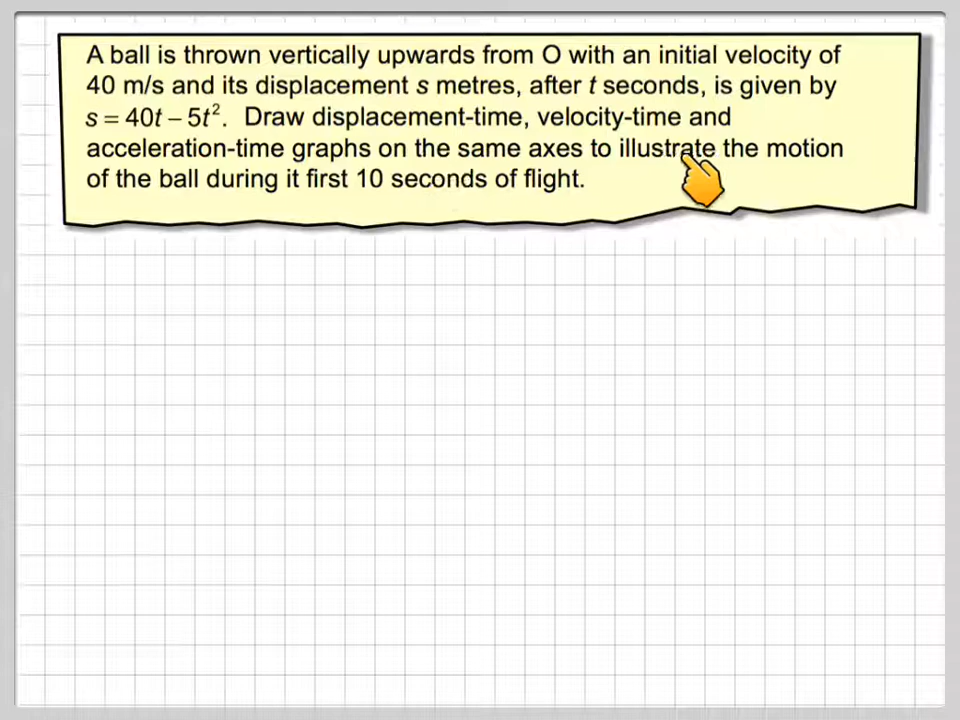 A ball is thrown vertically upwards from O with an initial velocity of
40 m/s and its displacement s metres, after t seconds, is given by
s = 40t – 5t². Draw displacement-time, velocity-time and
acceleration-time graphs on the same axes to illustrate the motion
of the ball during it first 10 seconds of flight.